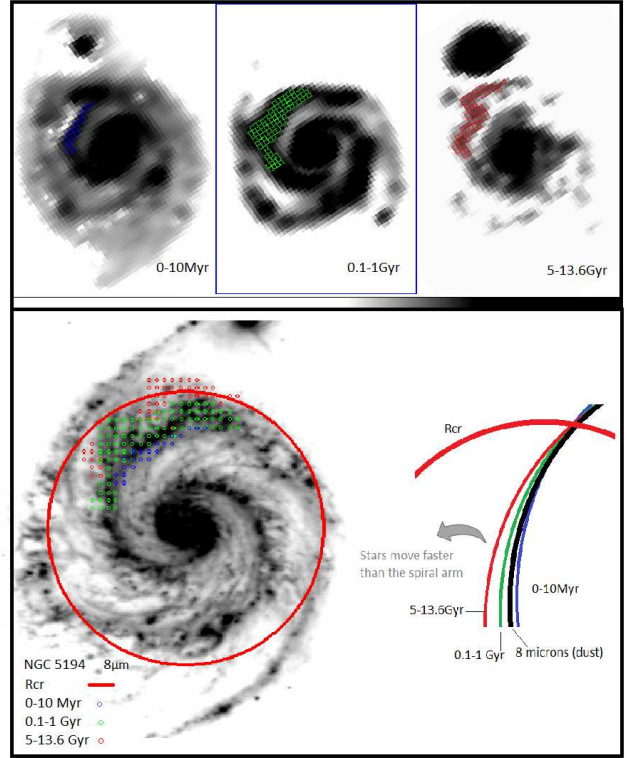 0-10Myr
0.1-1Gyr
5-13.6Gyr
Rcr
Stars move faster
than the spiral arm
0-10Myr
5-13.6Gyr
0.1-1 Gyr
8 microns (dust)
NGC 5194 8μm
Rcr
0-10 Myr
0.1-1 Gyr
5-13.6 Gyr